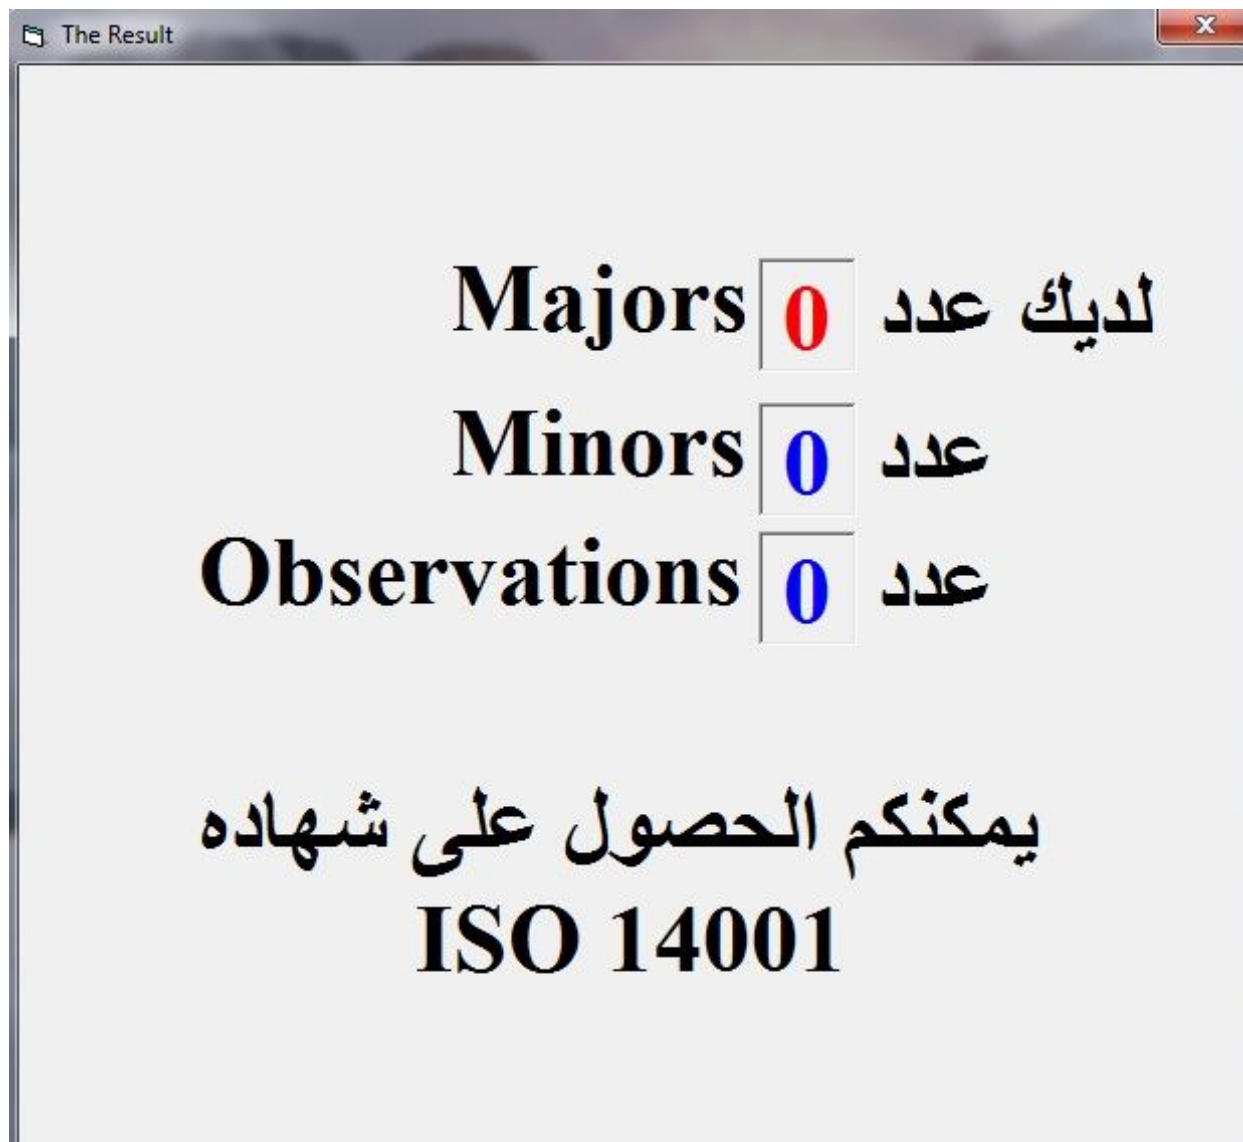 The Result
لديك عدد 0 Majors
عدد 0 Minors
عدد 0 Observations
يمكنكم الحصول على شهاده
ISO 14001